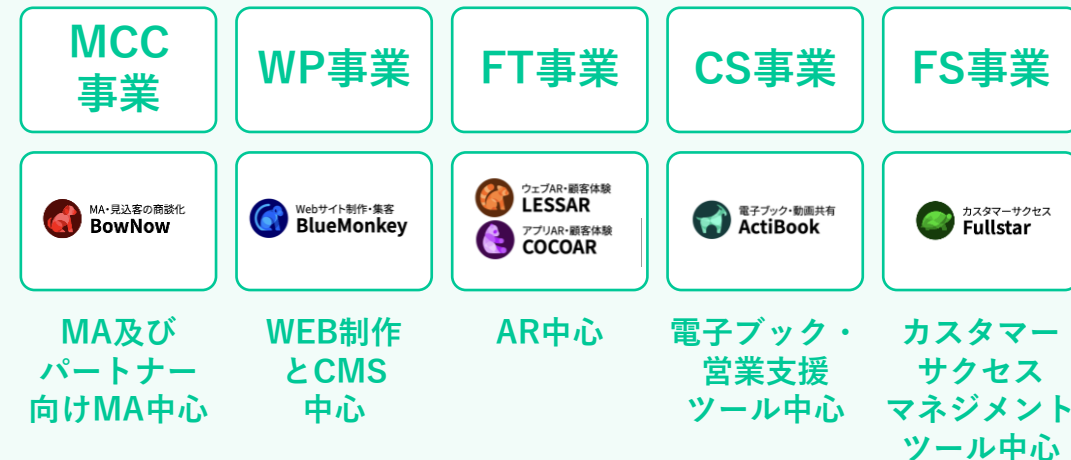 MCC
事業
WP事業
FT事業
CS事業
FS事業
MA・見込客の商談化
BowNow
Webサイト制作・集客
BlueMonkey
ウェブAR・顧客体験
LESSAR
アプリAR・顧客体験
COCOAR
電子ブック・動画共有
ActiBook
カスタマーサクセス
Fullstar
MA及び
パートナー
向けMA中心
WEB制作
とCMS
中心
AR中心
電子ブック・
営業支援
ツール中心
カスタマー
サクセス
マネジメント
ツール中心